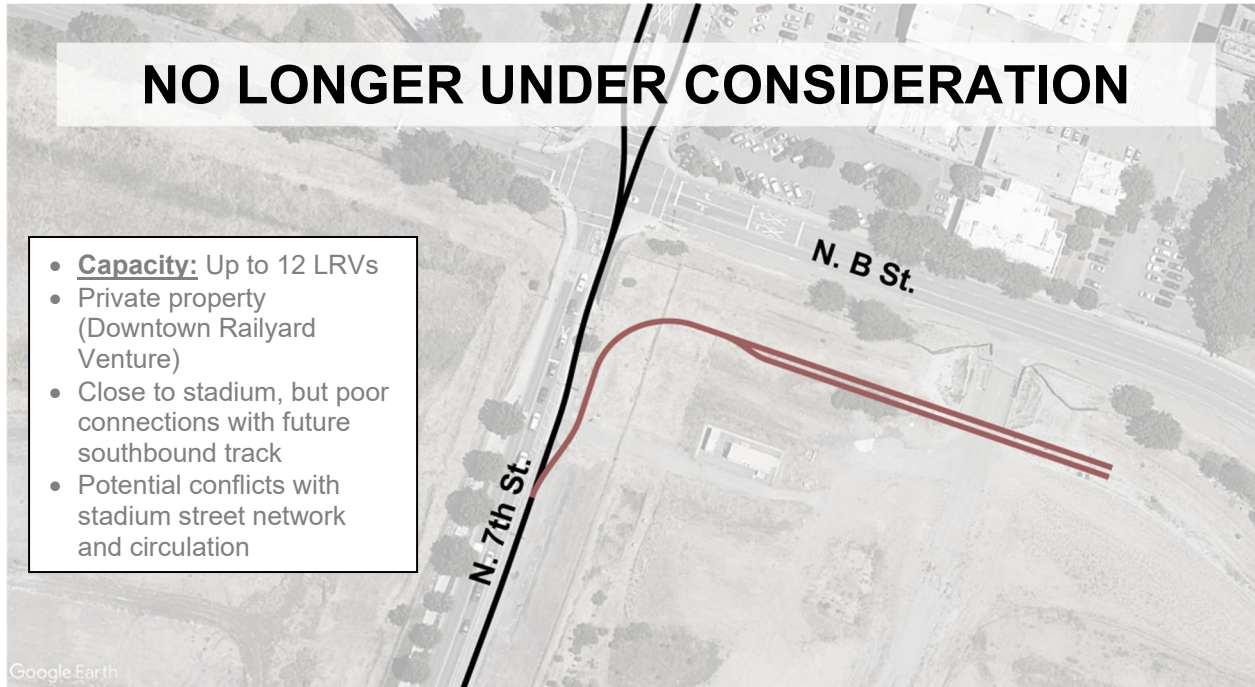 NO LONGER UNDER CONSIDERATION
• Capacity: Up to 12 LRVs
• Private property
(Downtown Railyard
Venture)
• Close to stadium, but poor
connections with future
southbound track
• Potential conflicts with
stadium street network
and circulation
N. B St.
N. 7th St.
Google Earth